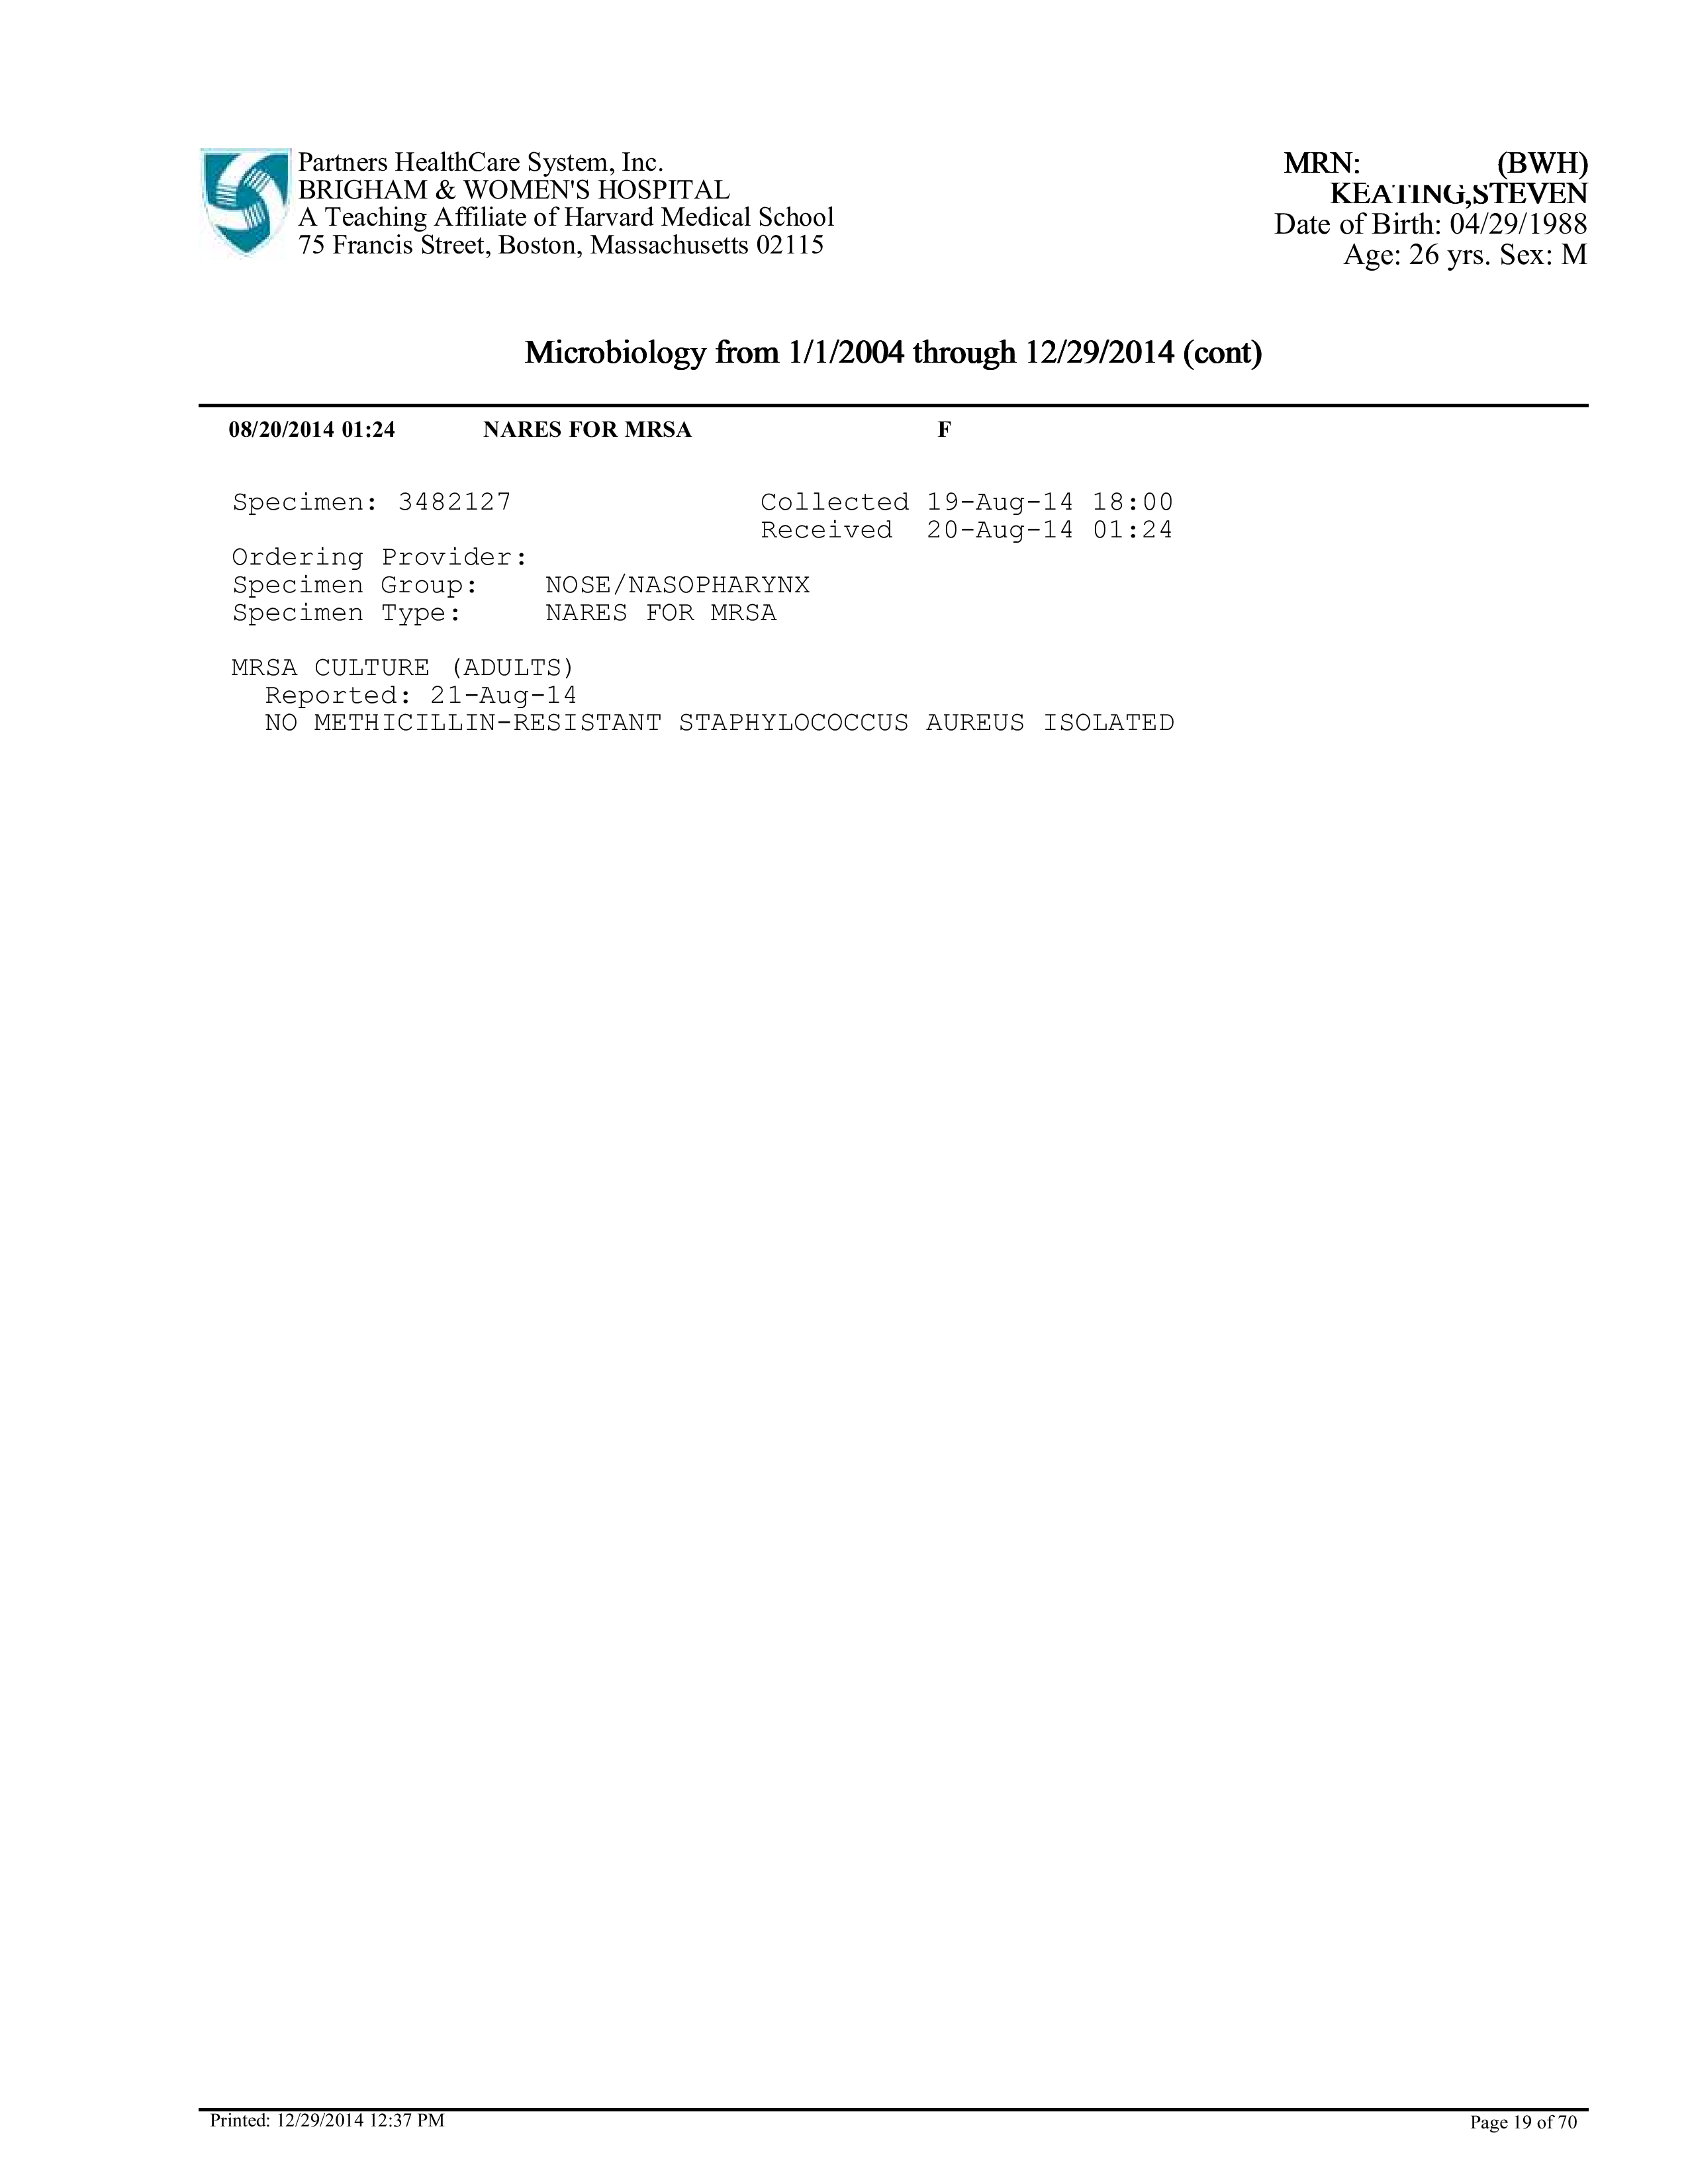 Partners HealthCare System, Inc.
BRIGHAM & WOMEN'S HOSPITAL
A Teaching Affiliate of Harvard Medical School
75 Francis Street, Boston, Massachusetts 02115
MRN: (BWH)
KEATING,STEVEN
Date of Birth: 04/29/1988
Age: 26 yrs. Sex: M
Microbiology from 1/1/2004 through 12/29/2014 (cont)
08/20/2014 01:24 NARES FOR MRSA F
Specimen: 3482127 Collected 19-Aug-14 18:00
Received 20-Aug-14 01:24
Ordering Provider:
Specimen Group: NOSE/NASOPHARYNX
Specimen Type: NARES FOR MRSA
MRSA CULTURE (ADULTS)
Reported: 21-Aug-14
NO METHICILLIN-RESISTANT STAPHYLOCOCCUS AUREUS ISOLATED
Printed: 12/29/2014 12:37 PM
Page 19 of 70